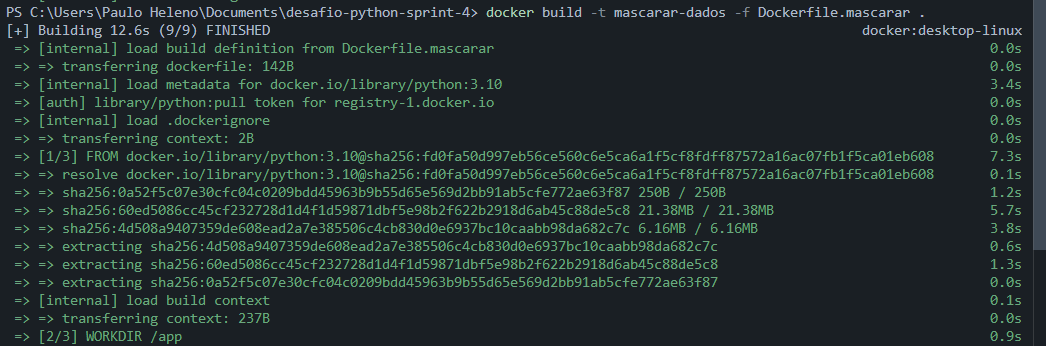 PS C:\Users\Paulo Heleno\Documents\desafio-python-sprint-4> docker build -t mascarar-dados -f Dockerfile.mascarar .
[+] Building 12.6s (9/9) FINISHED docker:desktop-linux
=> [internal] load build definition from Dockerfile.mascarar 0.0s
=> => transferring dockerfile: 142B 0.0s
=> [internal] load metadata for docker.io/library/python:3.10 3.4s
=> [auth] library/python:pull token for registry-1.docker.io 0.0s
=> [internal] load .dockerignore 0.0s
=> => transferring context: 2B 0.0s
=> [1/3] FROM docker.io/library/python:3.10@sha256:fd0fa50d997eb56ce560c6e5ca6a1f5cf8fdff87572a16ac07fb1f5ca01eb608 7.3s
=> => resolve docker.io/library/python:3.10@sha256:fd0fa50d997eb56ce560c6e5ca6a1f5cf8fdff87572a16ac07fb1f5ca01eb608 0.1s
=> => sha256:0a52f5c07e30cfc04c0209bdd45963b9b55d65e569d2bb91ab5cfe772ae63f87 250B / 250B 1.2s
=> => sha256:60ed5086cc45cf232728d1d4f1d59871dbf5e98b2f622b2918d6ab45c88de5c8 21.38MB / 21.38MB 5.7s
=> => sha256:4d508a9407359de608ead2a7e385506c4cb830d0e6937bc10caabb98da682c7c 6.16MB / 6.16MB 3.8s
=> => extracting sha256:4d508a9407359de608ead2a7e385506c4cb830d0e6937bc10caabb98da682c7c 0.6s
=> => extracting sha256:60ed5086cc45cf232728d1d4f1d59871dbf5e98b2f622b2918d6ab45c88de5c8 1.3s
=> => extracting sha256:0a52f5c07e30cfc04c0209bdd45963b9b55d65e569d2bb91ab5cfe772ae63f87 0.0s
=> [internal] load build context 0.1s
=> => transferring context: 237B 0.0s
=> [2/3] WORKDIR /app 0.9s